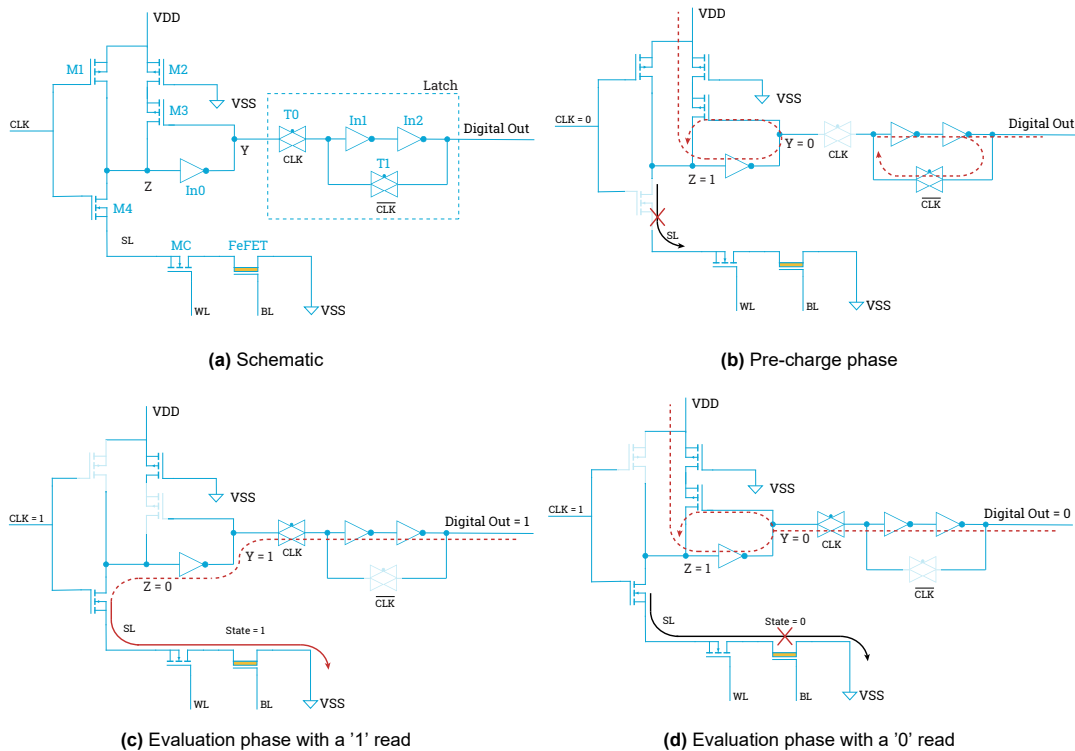 VDD
M1
M2
VSS
M3
CLK
Y
Z
In0
M4
SL
MC
FeFET
WL
BL
VSS
Latch
T0
CLK
In1
In2
T1
CLK
Digital Out
(a) Schematic
VDD
VSS
CLK = 0
Y = 0
Z = 1
SL
WL
BL
VSS
CLK
CLK
Digital Out
(b) Pre-charge phase
VDD
VSS
CLK = 1
Y = 1
Z = 0
SL
State = 1
WL
BL
VSS
CLK
CLK
Digital Out = 1
(c) Evaluation phase with a ’1’ read
VDD
VSS
CLK = 1
Y = 0
Z = 1
SL
State = 0
WL
BL
VSS
CLK
CLK
Digital Out = 0
(d) Evaluation phase with a ’0’ read